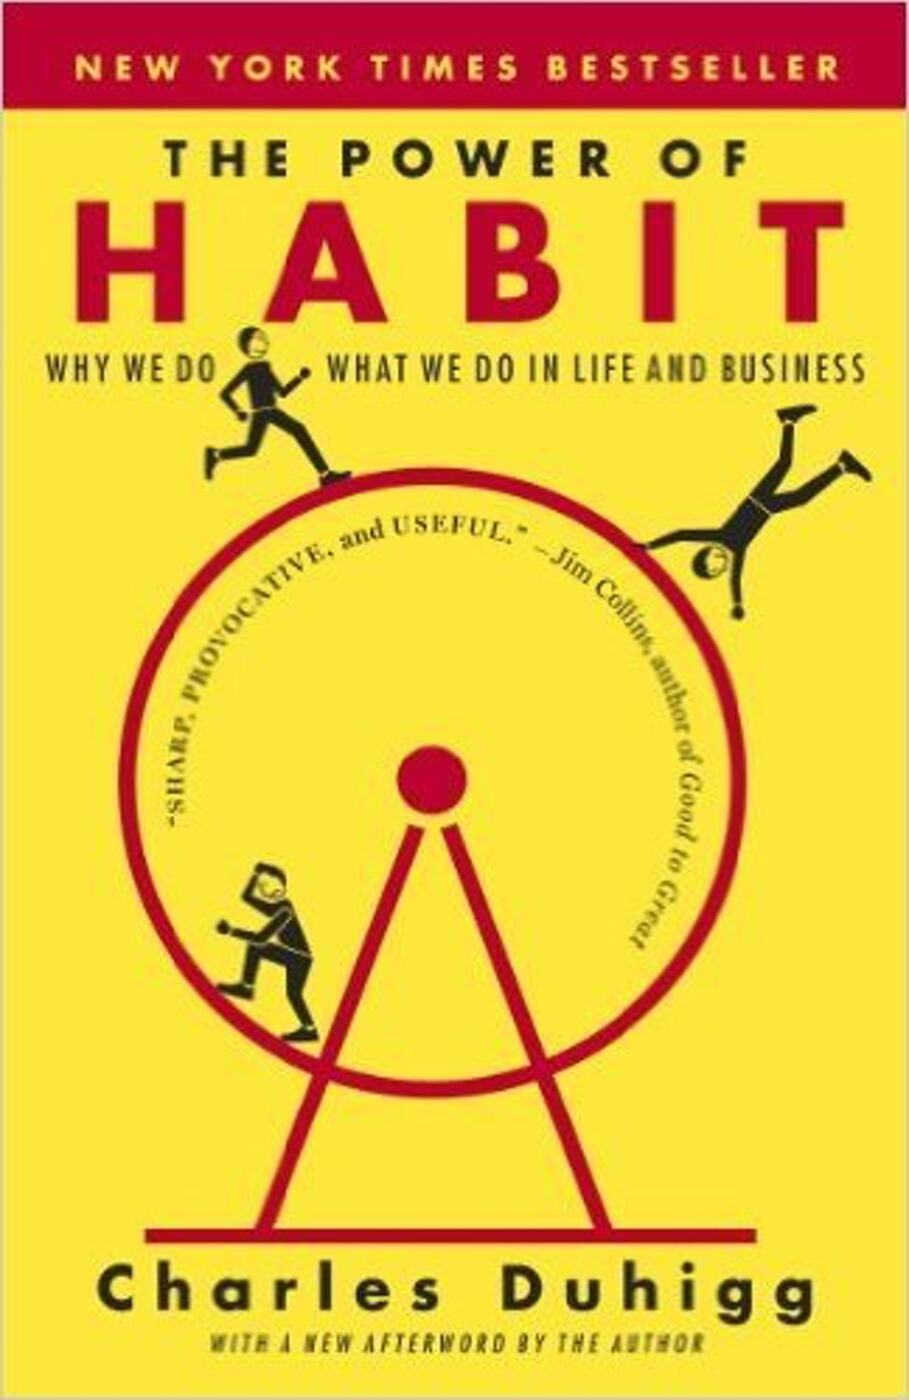 NEW YORK TIMES BESTSELLER
THE POWER OF
HABIT
WHY WE DO WHAT WE DO IN LIFE AND BUSINESS
"SHARP, PROVOCATIVE, and USEFUL." –Jim Collins, author of Good to Great
Charles Duhigg
WITH A NEW AFTERWORD BY THE AUTHOR